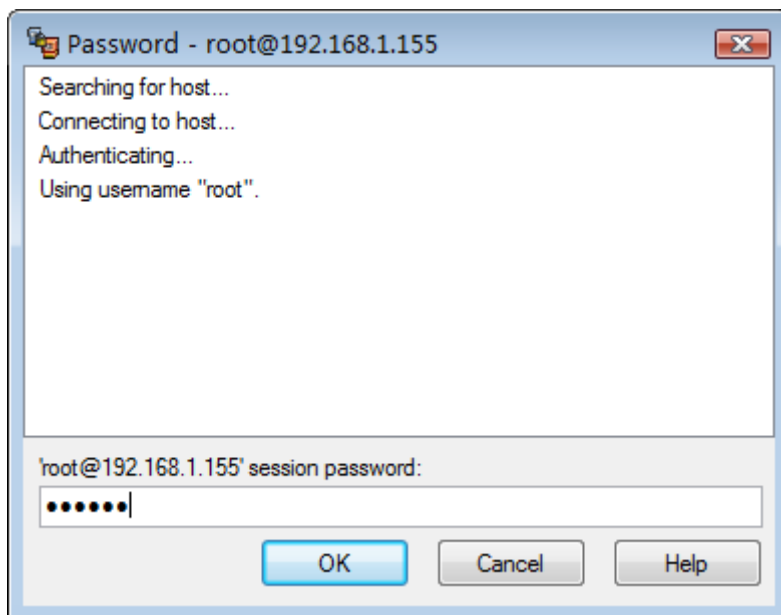 Password - root@192.168.1.155
Searching for host...
Connecting to host...
Authenticating...
Using username "root".
'root@192.168.1.155' session password:
••••••
OK Cancel Help